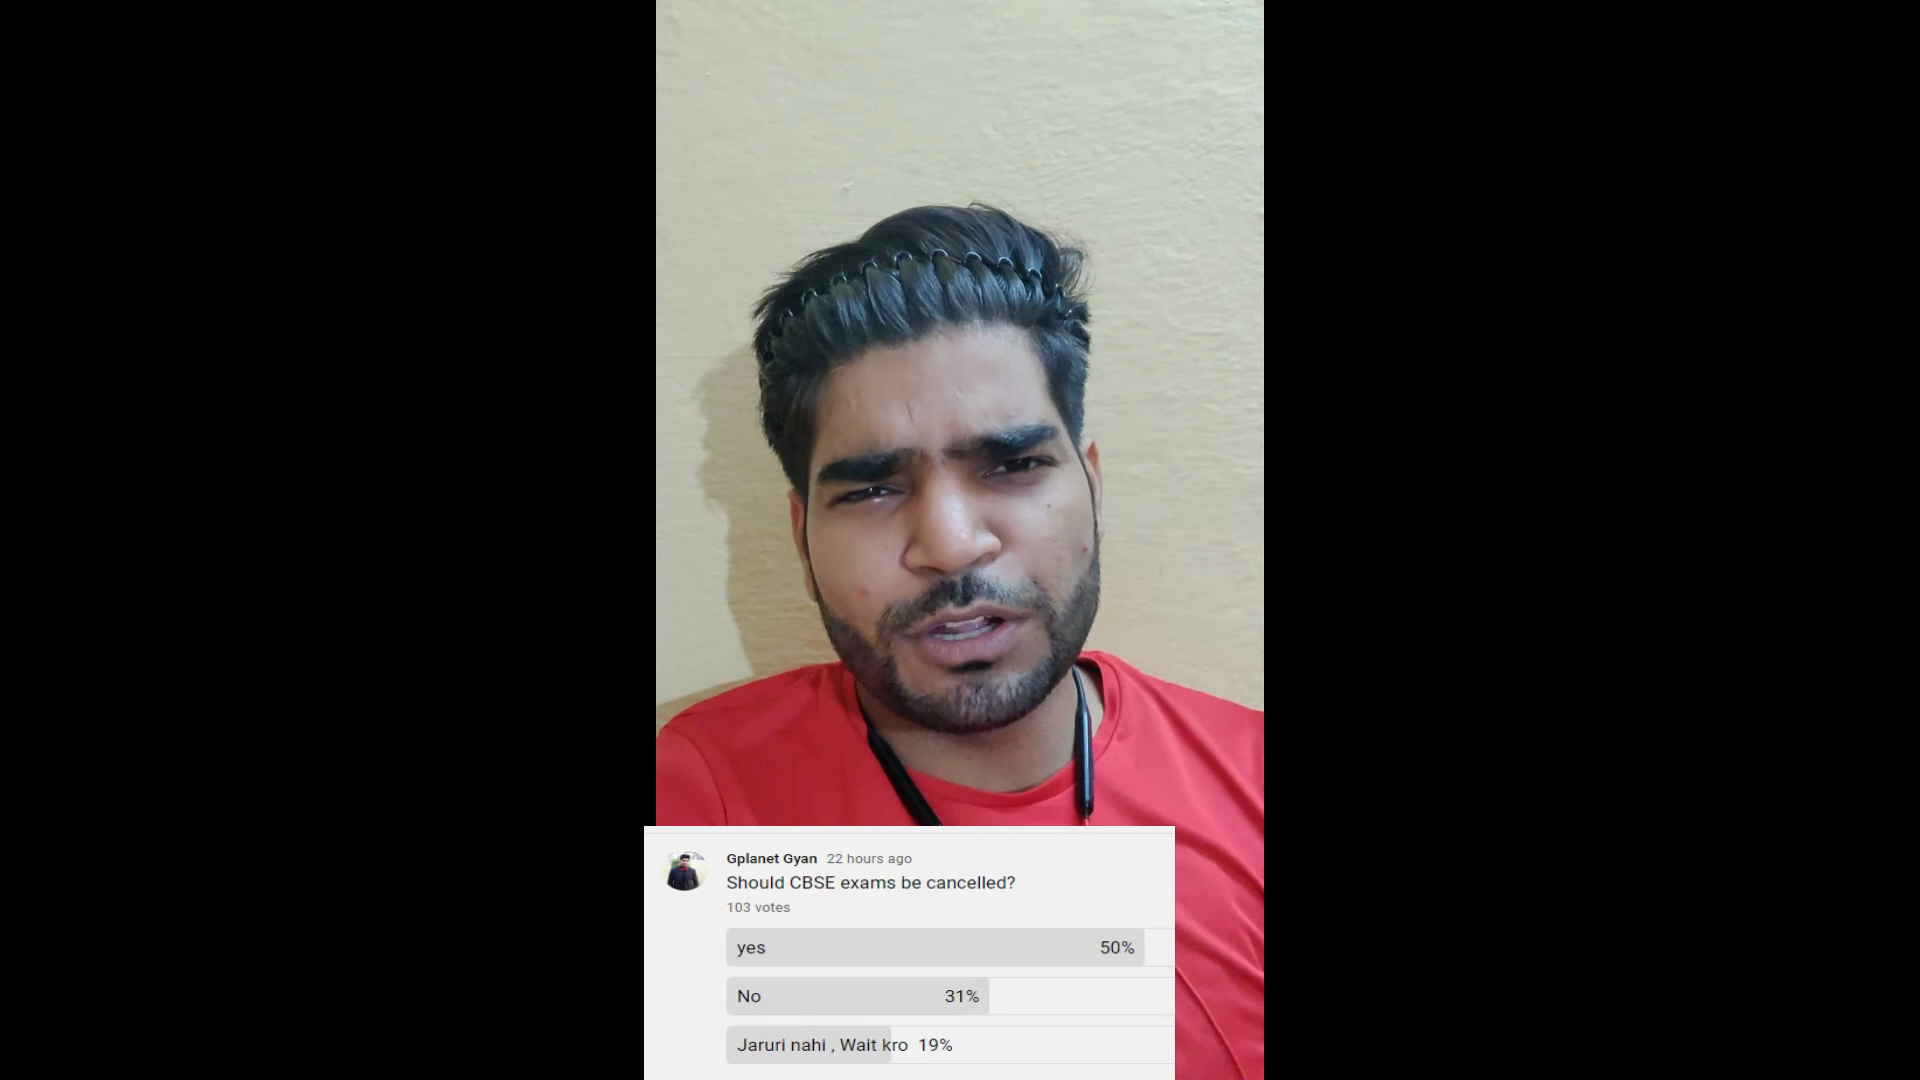 Gplanet Gyan 22 hours ago
Should CBSE exams be cancelled?
103 votes
yes 50%
No 31%
Jaruri nahi , Wait kro 19%